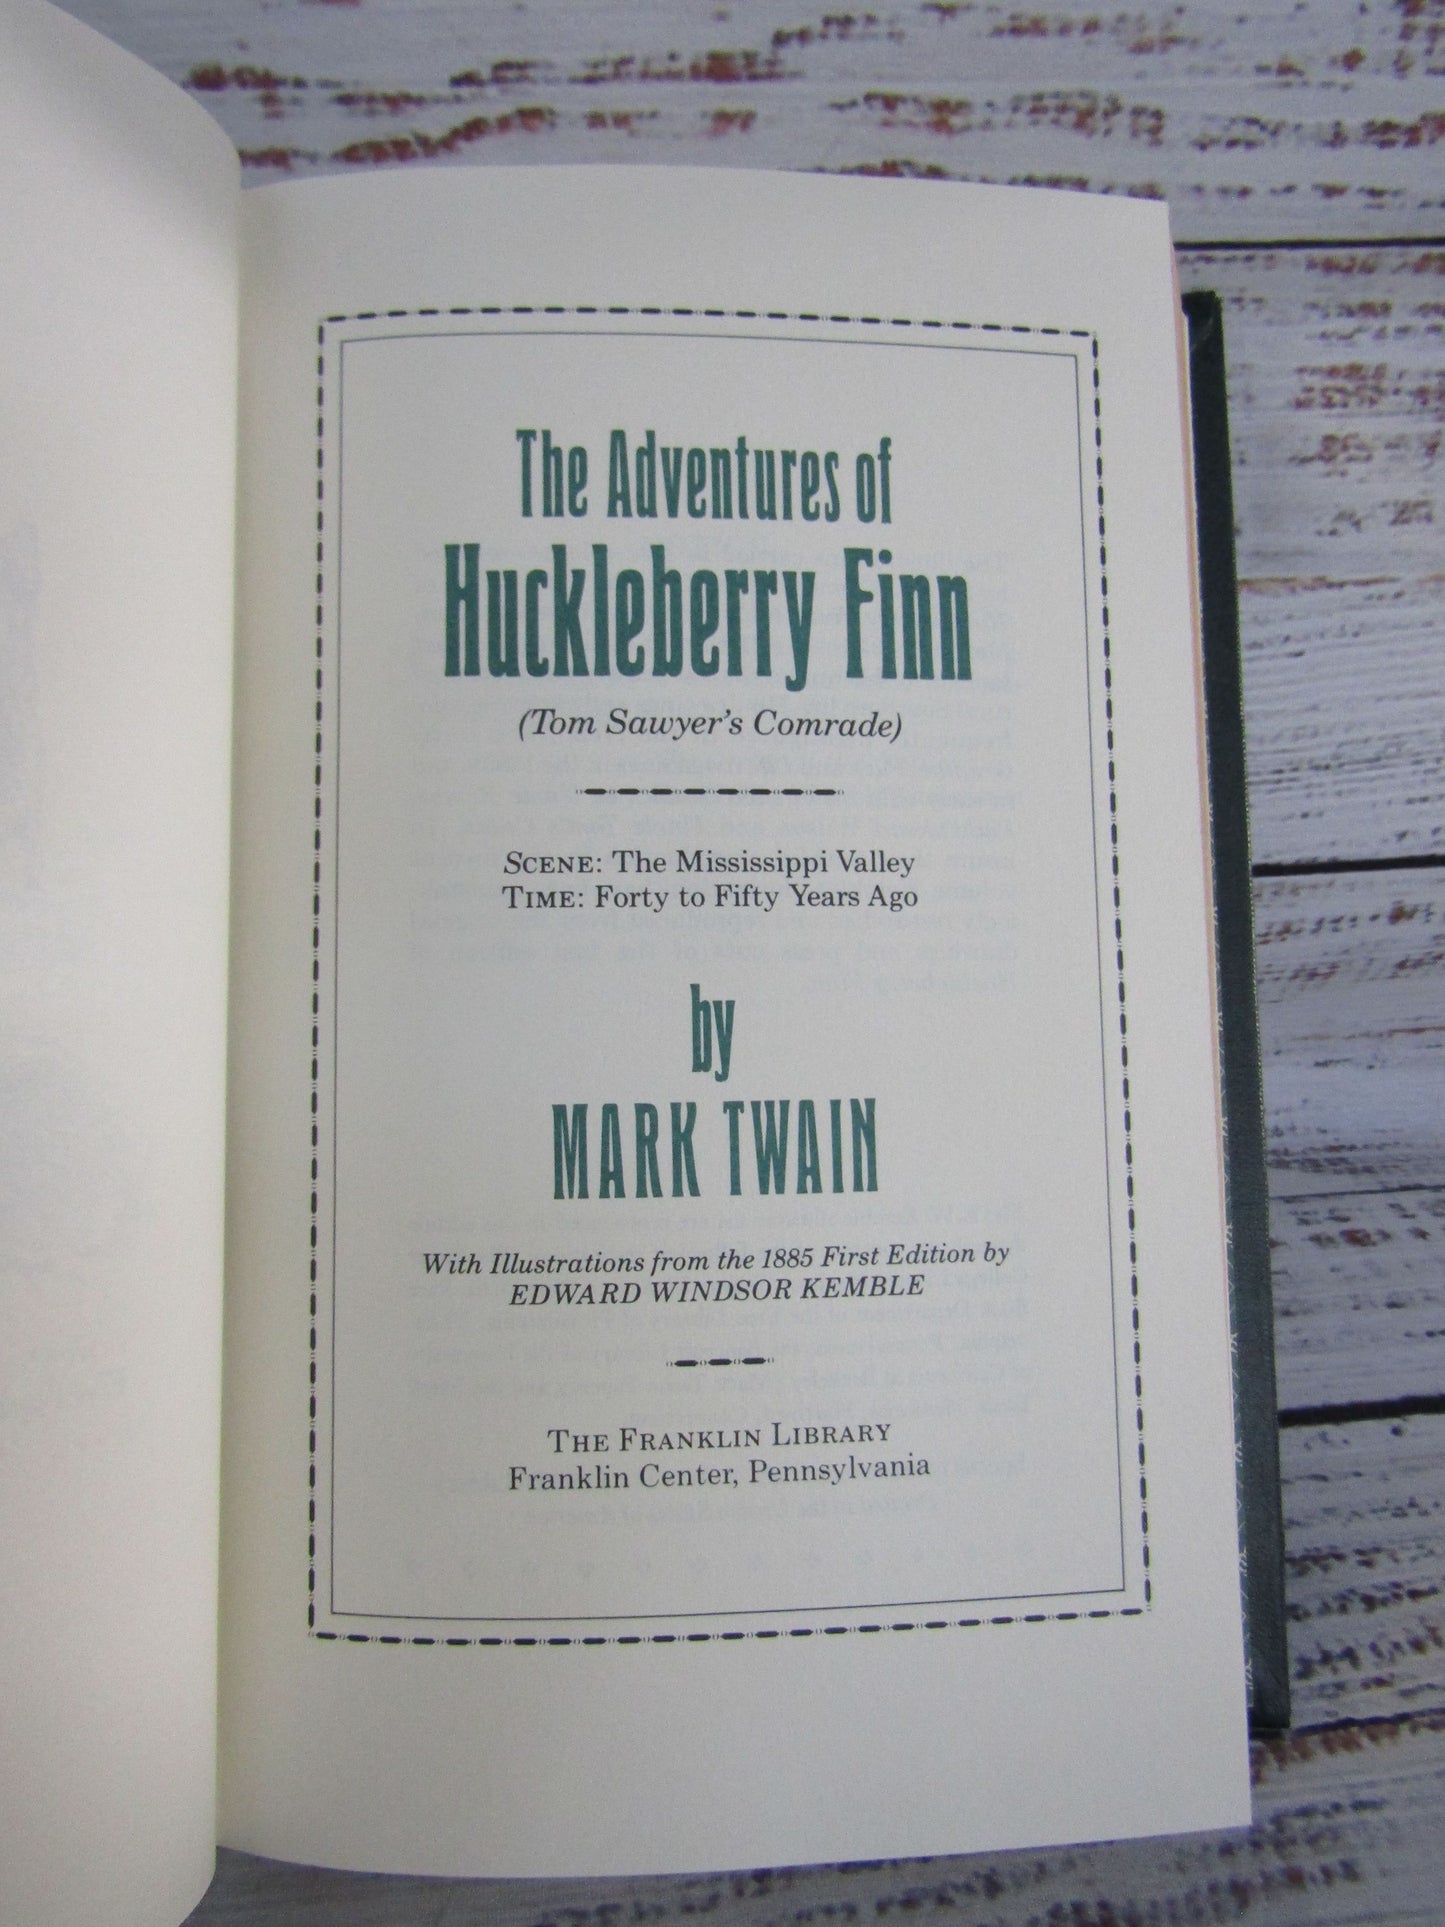 The Adventures of
Huckleberry Finn
(Tom Sawyer's Comrade)
SCENE: The Mississippi Valley
TIME: Forty to Fifty Years Ago
by
MARK TWAIN
With Illustrations from the 1885 First Edition by
EDWARD WINDSOR KEMBLE
THE FRANKLIN LIBRARY
Franklin Center, Pennsylvania